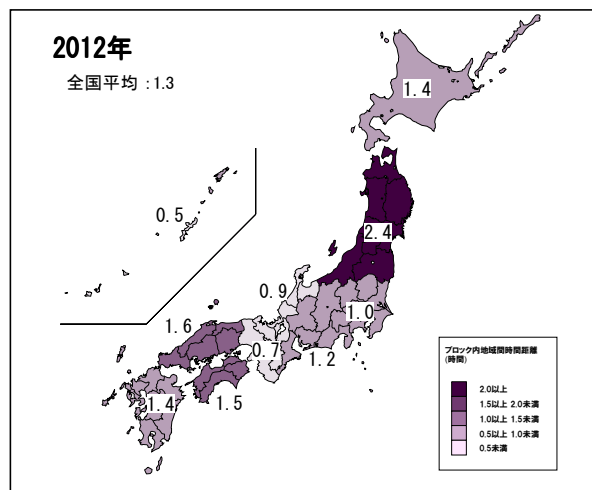 2012年
全国平均 :1.3
1.4
0.5
2.4
0.9
1.0
1.6
0.7
1.2
1.4
1.5
ブロック内地域間時間距離
(時間)
2.0以上
1.5以上 2.0未満
1.0以上 1.5未満
0.5以上 1.0未満
0.5未満